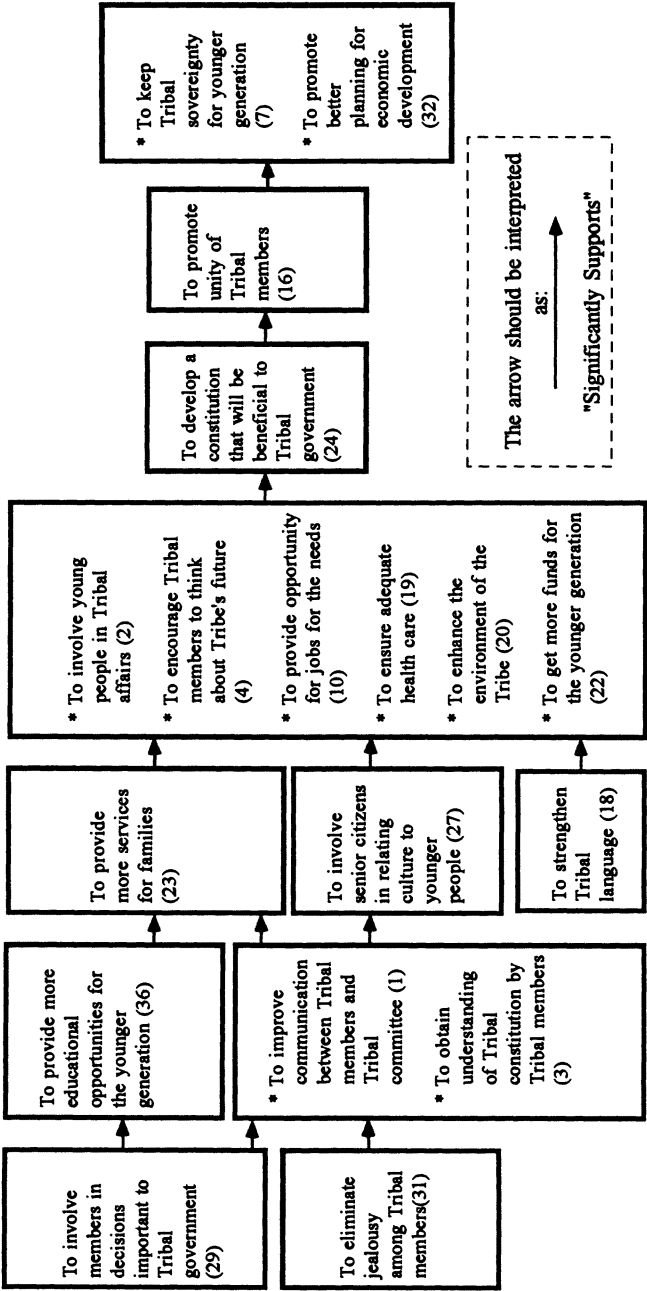 To involve
members in
decisions
important to
Tribal
government
(29)
To eliminate
jealousy
among Tribal
members(31)
To provide more
educational
opportunities for
the younger
generation (36)
* To improve
communication
between Tribal
members and
Tribal
committee (1)
* To obtain
understanding
of Tribal
constitution by
Tribal members
(3)
To provide
more services
for families
(23)
To involve
senior citizens
in relating
culture to
younger
people (27)
To strengthen
Tribal
language (18)
* To involve young
people in Tribal
affairs (2)
* To encourage Tribal
members to think
about Tribe's future
(4)
* To provide opportunity
for jobs for the needs
(10)
* To ensure adequate
health care (19)
* To enhance the
environment of the
Tribe (20)
* To get more funds for
the younger generation
(22)
To develop a
constitution
that will be
beneficial to
Tribal
government
(24)
To promote
unity of
Tribal
members
(16)
* To keep
Tribal
sovereignty
for younger
generation
(7)
* To promote
better
planning for
economic
development
(32)
The arrow should be interpreted
as:
"Significantly Supports"